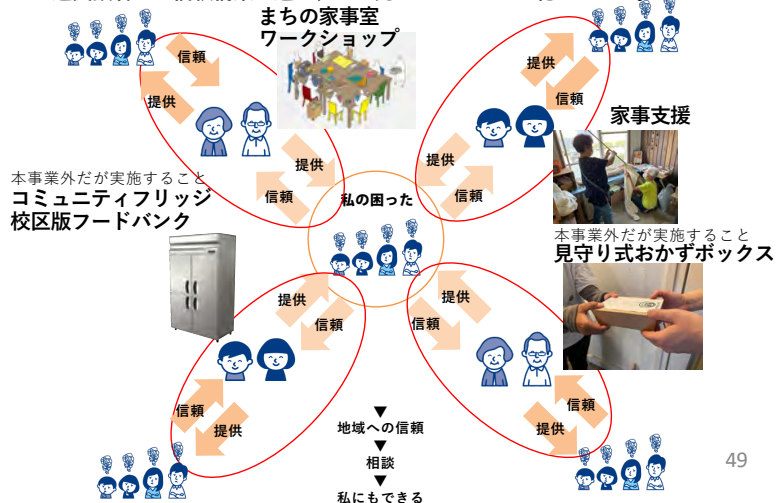 まちの家事室
ワークショップ
信頼
提供
提供
信頼
提供
信頼
家事支援
提供
信頼
本事業外だが実施すること
コミュニティフリッジ
校区版フードバンク
私の困った
本事業外だが実施すること
見守り式おかずボックス
提供
信頼
提供
信頼
信頼
提供
信頼
提供
▼
地域への信頼
▼
相談
▼
私にもできる
49